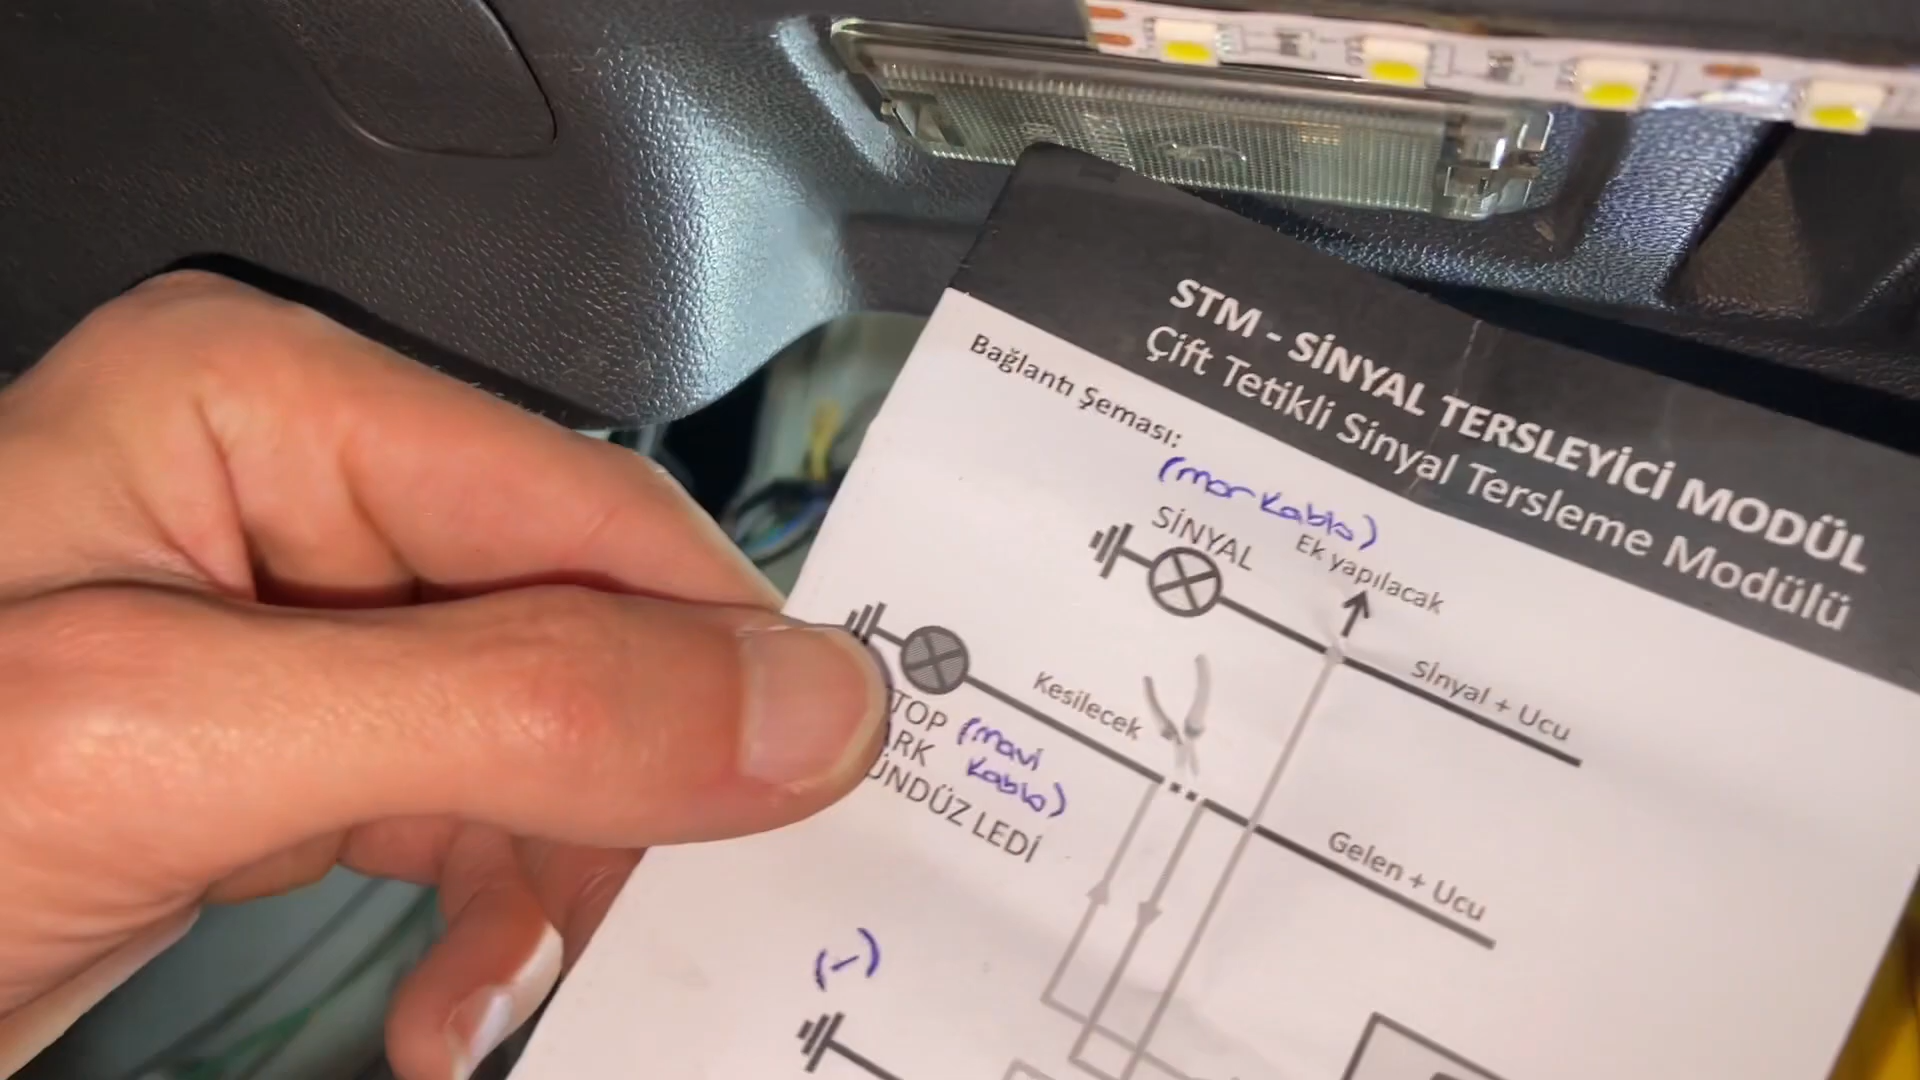 STM - SİNYAL TERSLEYİCİ MODÜL
Çift Tetikli Sinyal Tersleme Modülü
Bağlantı Şeması:
(mor kablo)
SİNYAL
Ek yapılacak
sinyal + Ucu
Kesilecek
TOP (mavi
ARK kablo)
ÜNDÜZ LEDİ
Gelen + Ucu
(-)